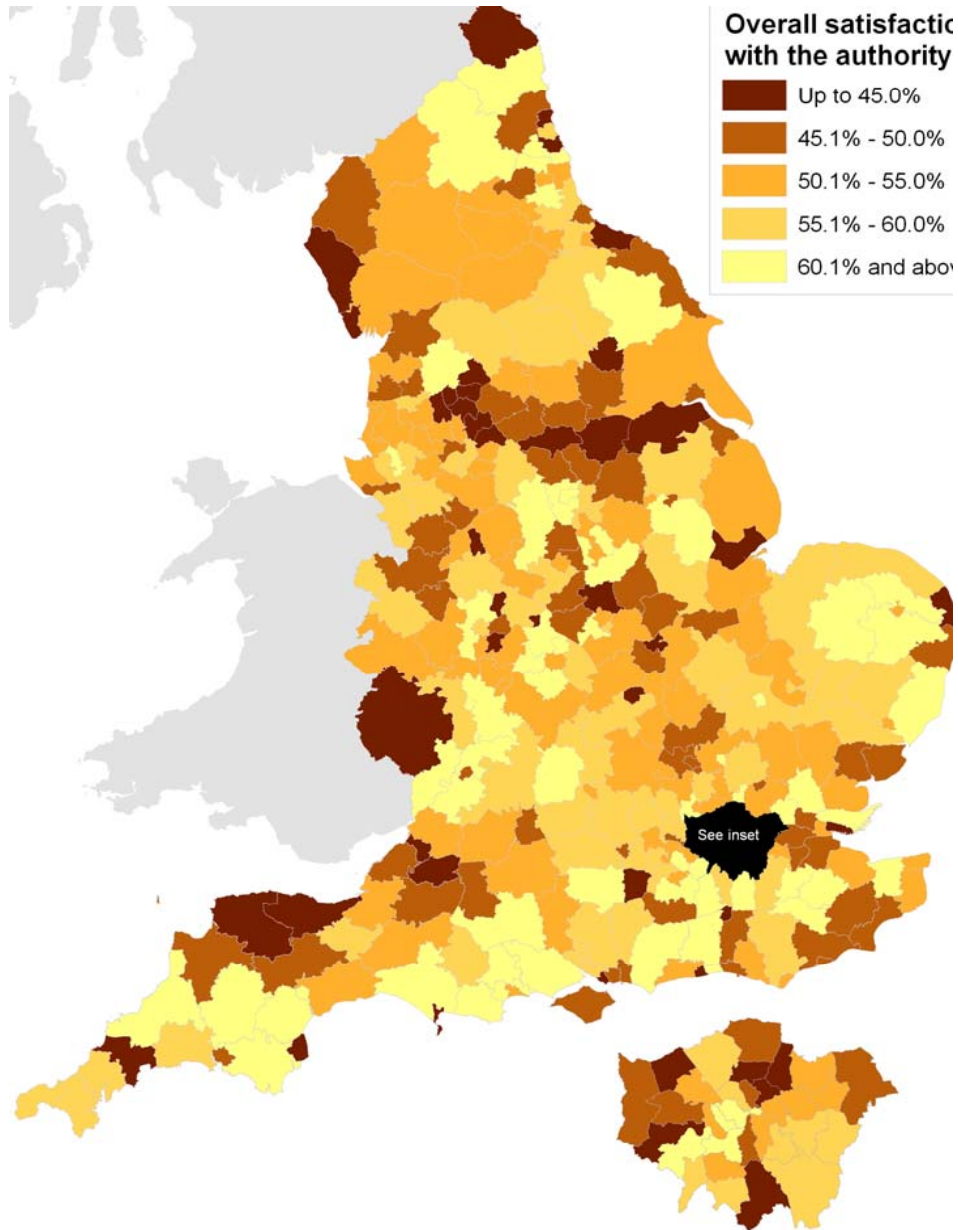 Overall satisfactio
with the authority
Up to 45.0%
45.1% - 50.0%
50.1% - 55.0%
55.1% - 60.0%
60.1% and abov
See inset